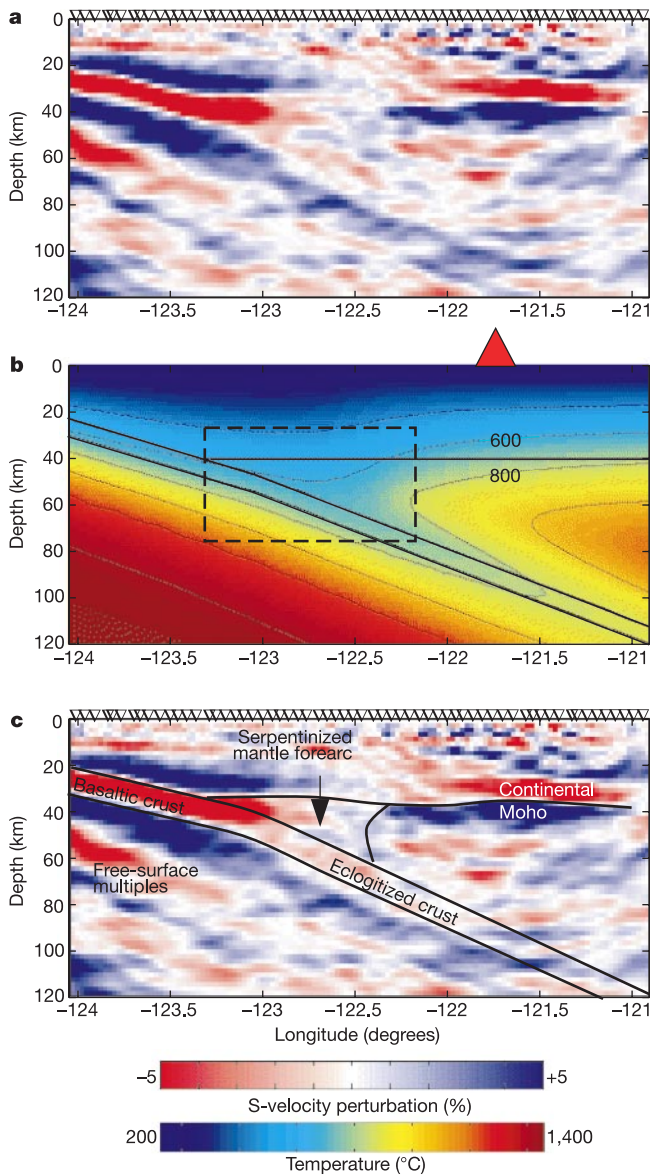 a
0
20
40
60
80
100
120
Depth (km)
−124
−123.5
−123
−122.5
−122
−121.5
−121
b
0
20
40
60
80
100
120
Depth (km)
600
800
−124
−123.5
−123
−122.5
−122
−121.5
−121
c
0
20
40
60
80
100
120
Depth (km)
Serpentinized
mantle forearc
Basaltic crust
Continental
Moho
Free-surface
multiples
Eclogitized crust
−124
−123.5
−123
−122.5
−122
−121.5
−121
Longitude (degrees)
−5
+5
S-velocity perturbation (%)
200
1,400
Temperature (°C)